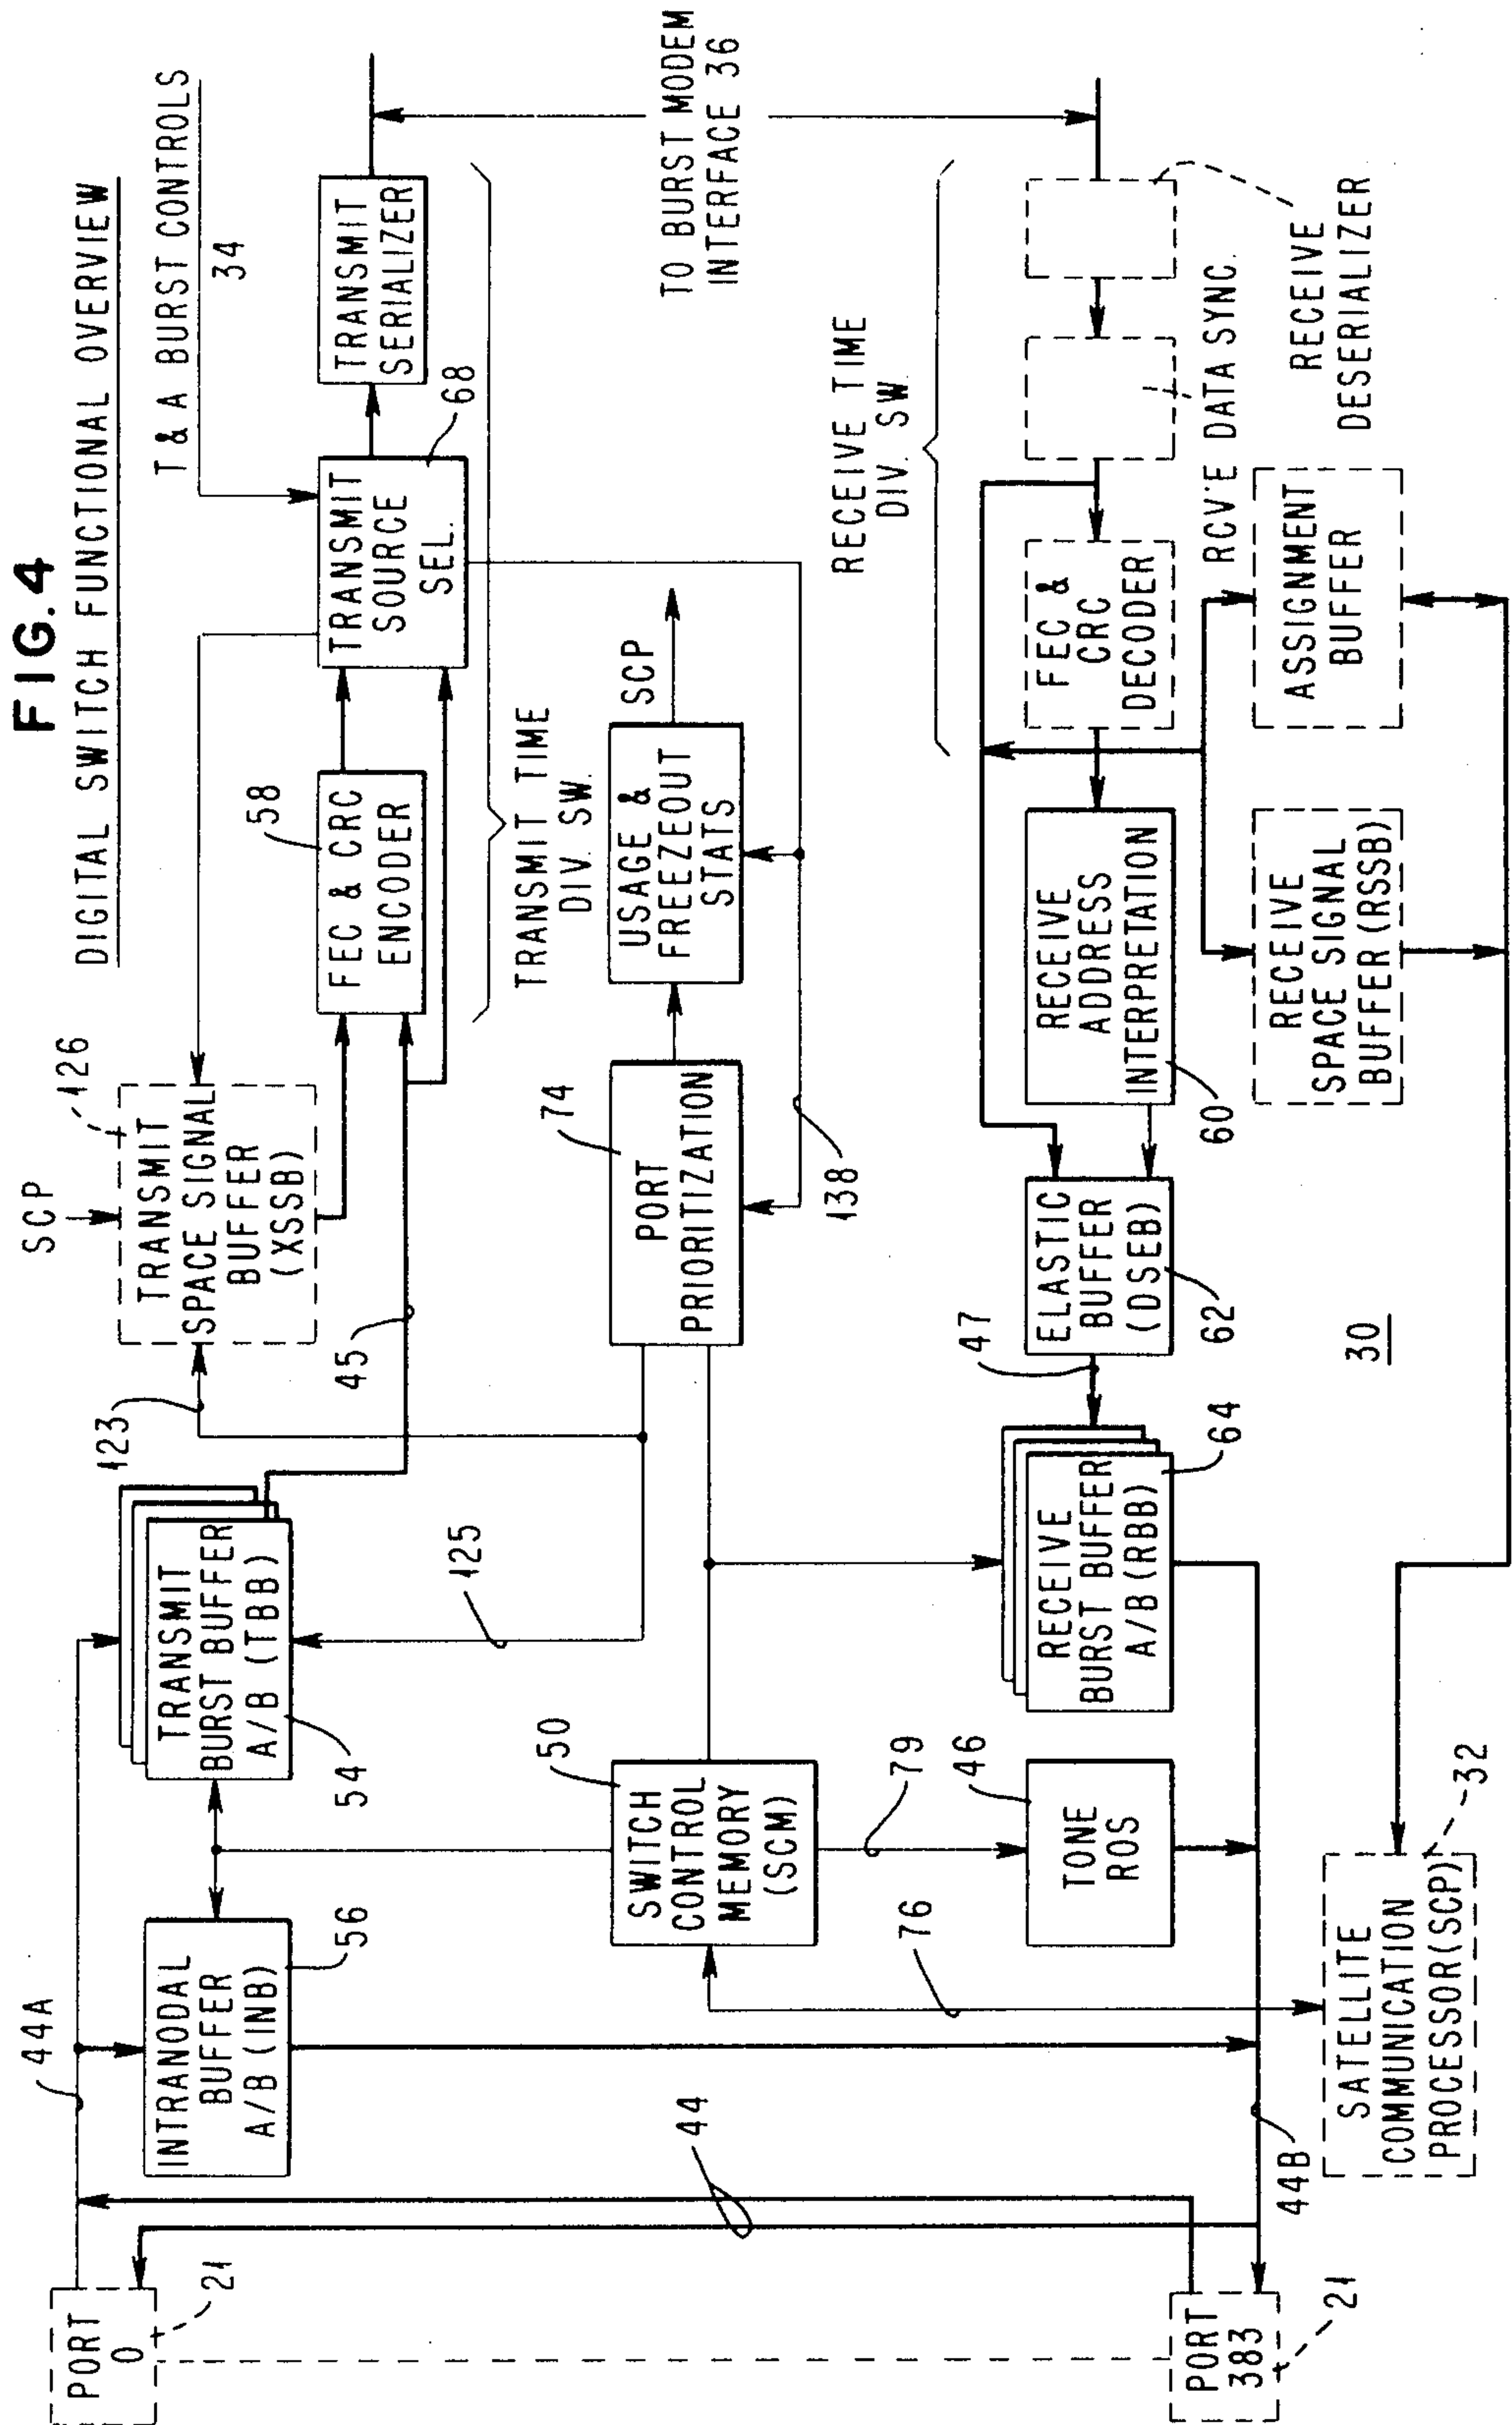 FIG.4
DIGITAL SWITCH FUNCTIONAL OVERVIEW
T & A BURST CONTROLS
34
PORT
0
21
44A
INTRANODAL
BUFFER
A/B (INB)
56
TRANSMIT
BURST BUFFER
A/B (TBB)
54
123
125
45
SCP
TRANSMIT
SPACE SIGNAL
BUFFER
(XSSB)
126
FEC & CRC
ENCODER
58
TRANSMIT
SOURCE
SEL.
68
TRANSMIT
SERIALIZER
TRANSMIT TIME
DIV. SW.
TO BURST MODEM
INTERFACE 36
44
SWITCH
CONTROL
MEMORY
(SCM)
50
76
79
PORT
PRIORITIZATION
74
USAGE &
FREEZEOUT
STATS
SCP
138
RECEIVE TIME
DIV. SW.
PORT
383
21
44B
TONE
ROS
46
RECEIVE
BURST BUFFER
A/B (RBB)
64
47
ELASTIC
BUFFER
(DSEB)
62
RECEIVE
ADDRESS
INTERPRETATION
60
FEC &
CRC
DECODER
RCV'E DATA SYNC.
RECEIVE
DESERIALIZER
SATELLITE
COMMUNICATION
PROCESSOR(SCP)
32
30
RECEIVE
SPACE SIGNAL
BUFFER (RSSB)
ASSIGNMENT
BUFFER